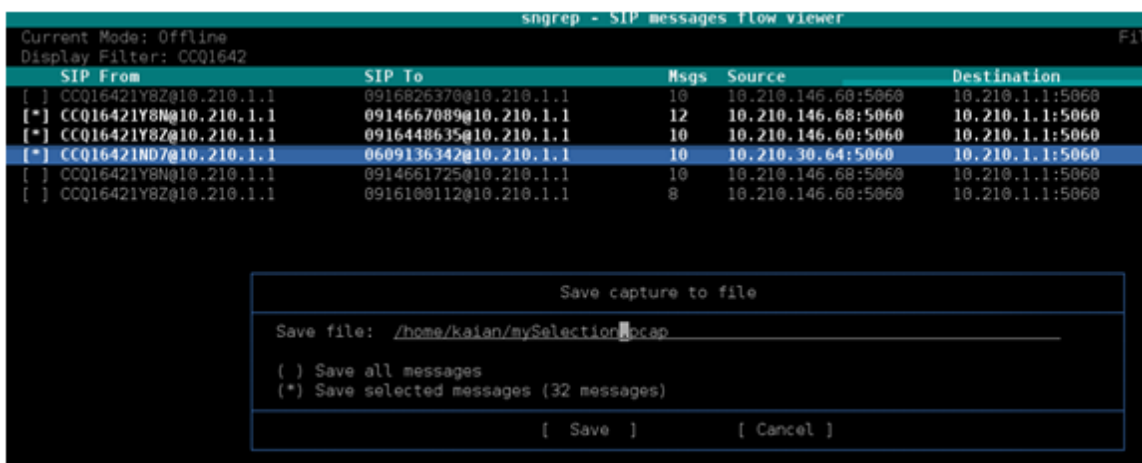 sngrep - SIP messages flow viewer
Current Mode: Offline Fil
Display Filter: CCQ1642
SIP From SIP To Msgs Source Destination
[ ] CCQ16421Y8Z@10.210.1.1 0916826370@10.210.1.1 10 10.210.146.60:5060 10.210.1.1:5060
[*] CCQ16421Y8N@10.210.1.1 0914667089@10.210.1.1 12 10.210.146.68:5060 10.210.1.1:5060
[*] CCQ16421Y8Z@10.210.1.1 0916448635@10.210.1.1 10 10.210.146.60:5060 10.210.1.1:5060
[*] CCQ16421ND7@10.210.1.1 0609136342@10.210.1.1 10 10.210.30.64:5060 10.210.1.1:5060
[ ] CCQ16421Y8N@10.210.1.1 0914661725@10.210.1.1 10 10.210.146.68:5060 10.210.1.1:5060
[ ] CCQ16421Y8Z@10.210.1.1 0916100112@10.210.1.1 8 10.210.146.60:5060 10.210.1.1:5060
Save capture to file
Save file: /home/kaian/mySelection.pcap
( ) Save all messages
(*) Save selected messages (32 messages)
[ Save ] [ Cancel ]